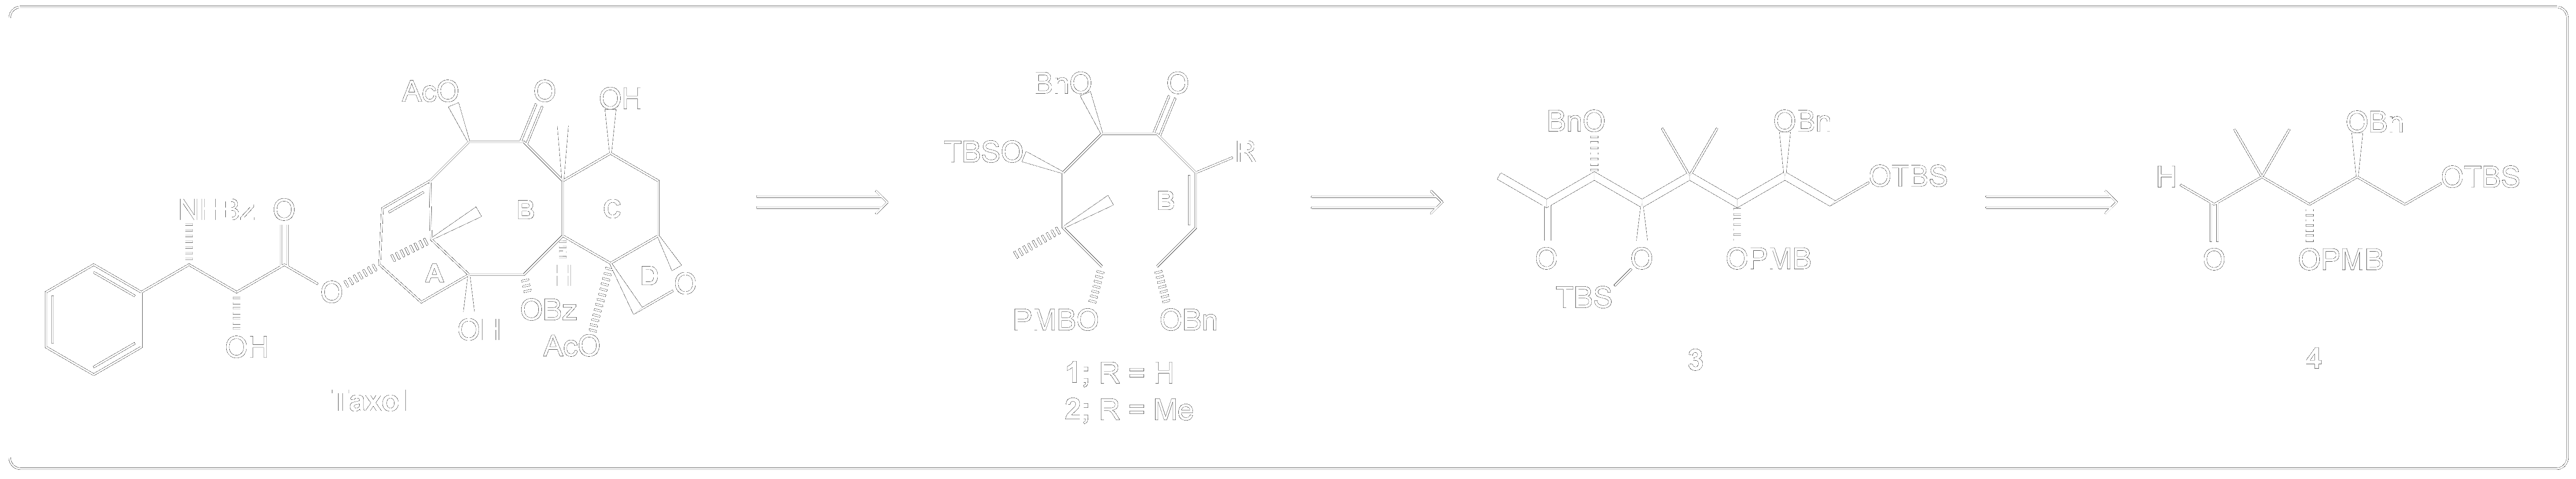 AcO O OH
NHBz O O OH OH OBz H AcO O
A B C D
Taxol
BnO O
TBSO R
B
PMBO OBn
1; R = H
2; R = Me
BnO OBn
OTBS
O O OPMB
TBS
3
OBn
H OTBS
O OPMB
4